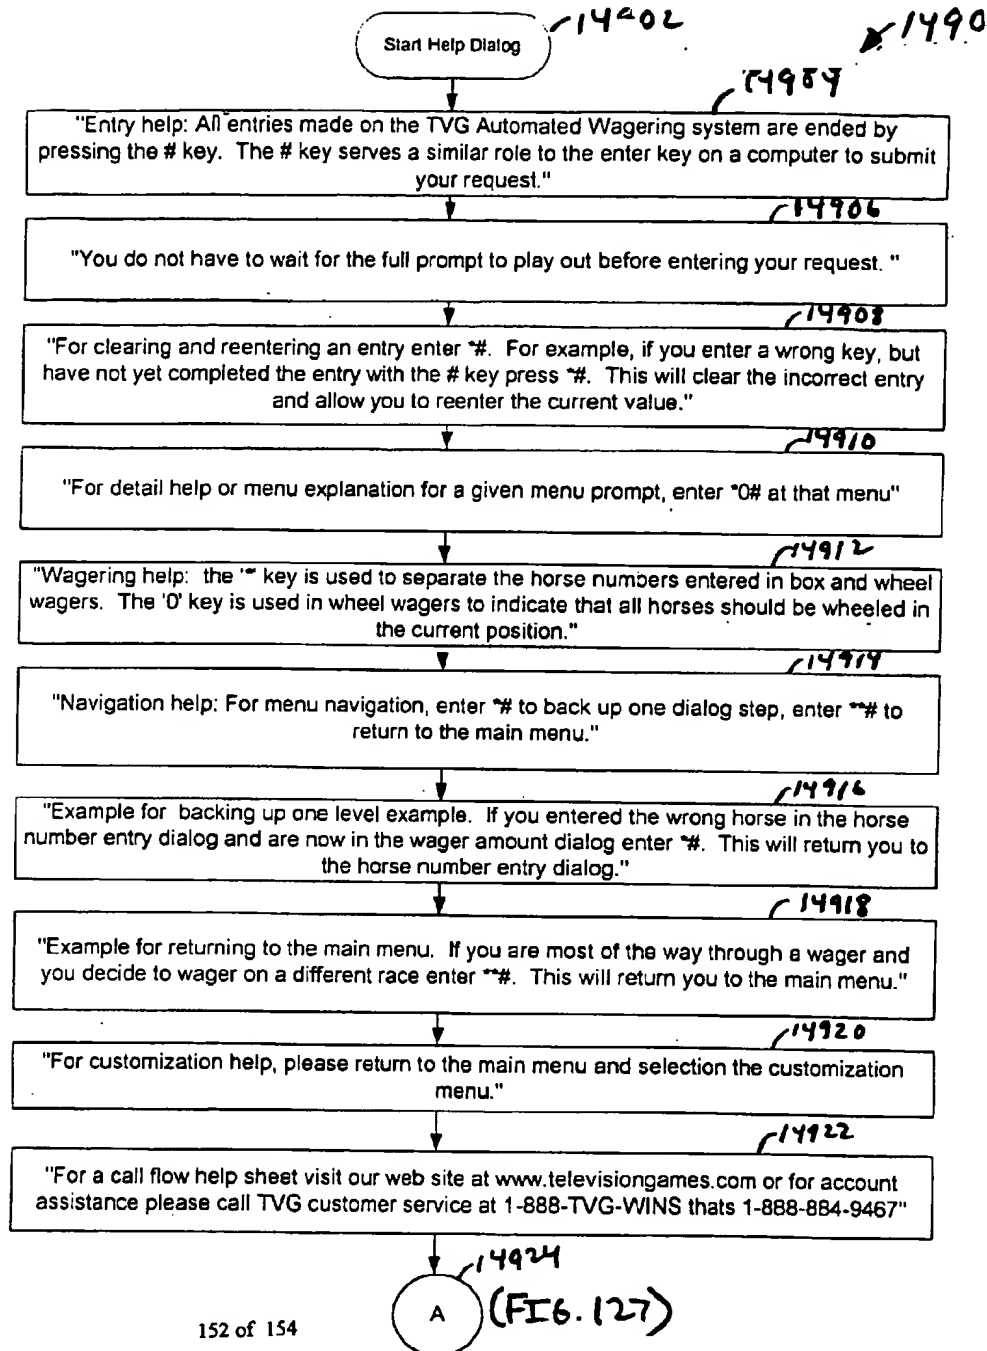 14902
1490
Start Help Dialog
14904
"Entry help: All entries made on the TVG Automated Wagering system are ended by
pressing the # key. The # key serves a similar role to the enter key on a computer to submit
your request."
14906
"You do not have to wait for the full prompt to play out before entering your request. "
14908
"For clearing and reentering an entry enter *#. For example, if you enter a wrong key, but
have not yet completed the entry with the # key press *#. This will clear the incorrect entry
and allow you to reenter the current value."
14910
"For detail help or menu explanation for a given menu prompt, enter *0# at that menu"
14912
"Wagering help: the '*' key is used to separate the horse numbers entered in box and wheel
wagers. The '0' key is used in wheel wagers to indicate that all horses should be wheeled in
the current position."
14914
"Navigation help: For menu navigation, enter *# to back up one dialog step, enter **# to
return to the main menu."
14916
"Example for backing up one level example. If you entered the wrong horse in the horse
number entry dialog and are now in the wager amount dialog enter *#. This will return you to
the horse number entry dialog."
14918
"Example for returning to the main menu. If you are most of the way through a wager and
you decide to wager on a different race enter **#. This will return you to the main menu."
14920
"For customization help, please return to the main menu and selection the customization
menu."
14922
"For a call flow help sheet visit our web site at www.televisiongames.com or for account
assistance please call TVG customer service at 1-888-TVG-WINS thats 1-888-884-9467"
14924
A
(FIG. 127)
152 of 154